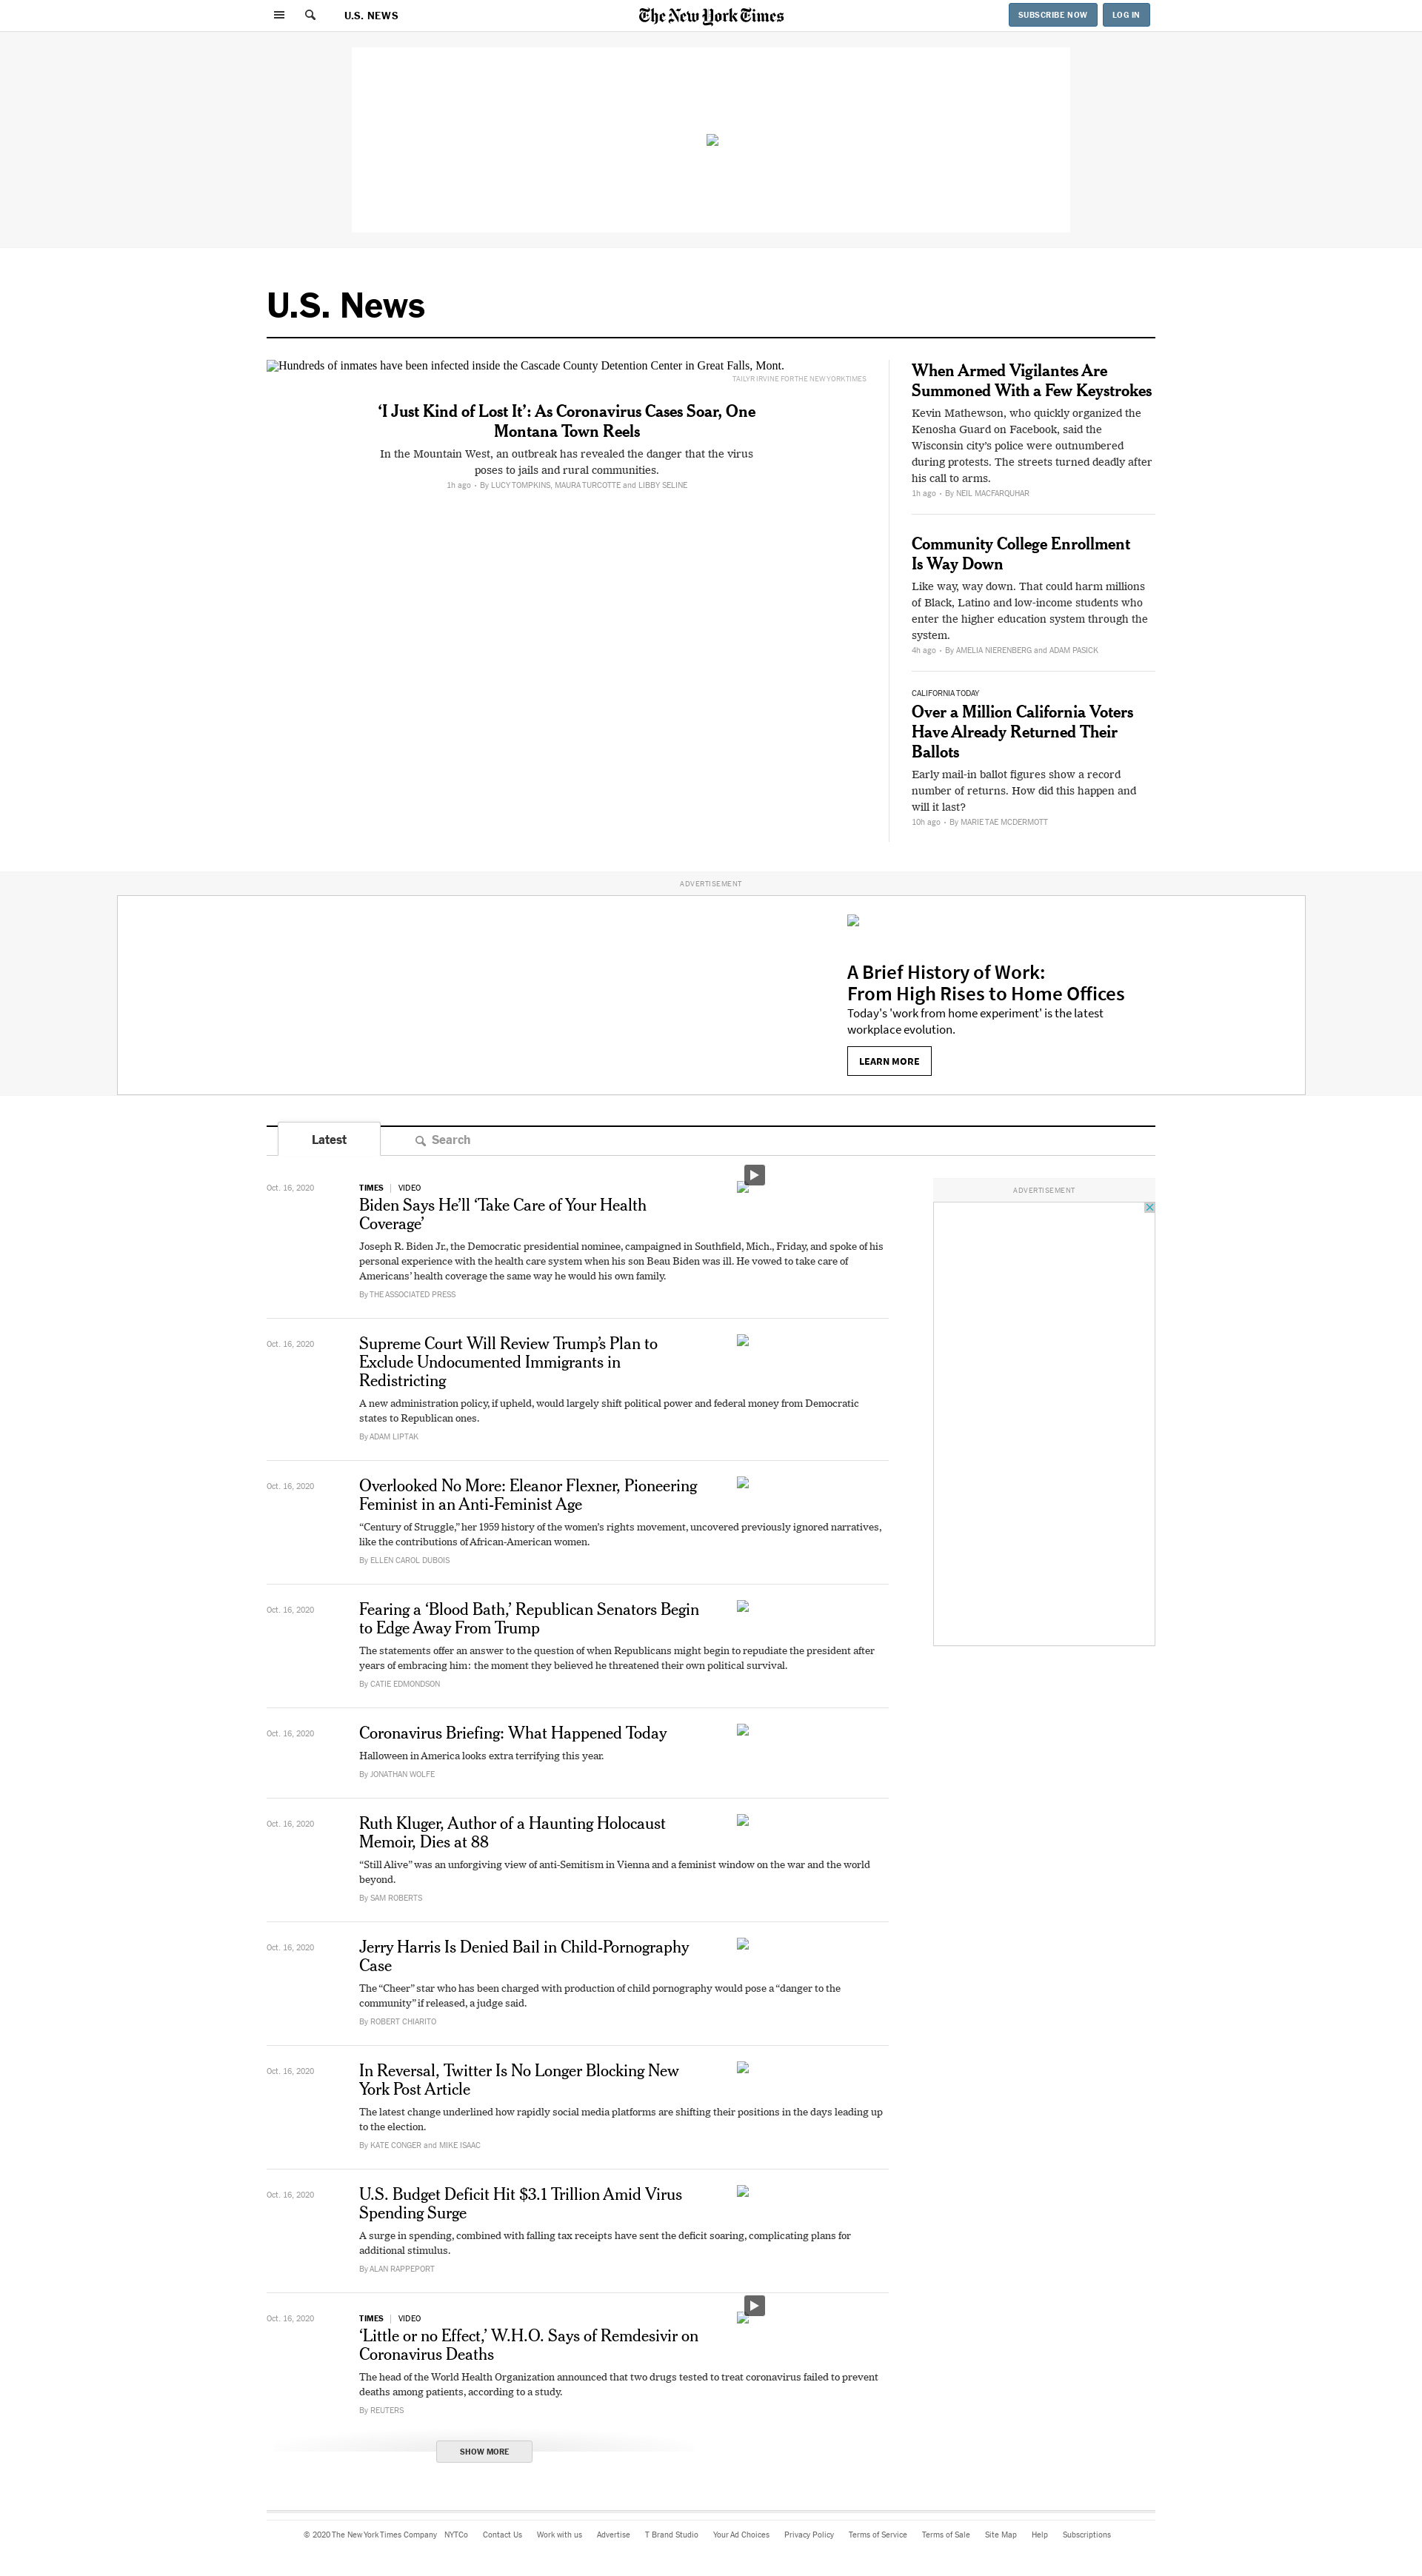 U.S. NEWS
The New York Times
SUBSCRIBE NOW
LOG IN
U.S. News
Hundreds of inmates have been infected inside the Cascade County Detention Center in Great Falls, Mont.
TAILYR IRVINE FOR THE NEW YORK TIMES
‘I Just Kind of Lost It’: As Coronavirus Cases Soar, One
Montana Town Reels
In the Mountain West, an outbreak has revealed the danger that the virus
poses to jails and rural communities.
1h ago • By LUCY TOMPKINS, MAURA TURCOTTE and LIBBY SELINE
When Armed Vigilantes Are
Summoned With a Few Keystrokes
Kevin Mathewson, who quickly organized the
Kenosha Guard on Facebook, said the
Wisconsin city’s police were outnumbered
during protests. The streets turned deadly after
his call to arms.
1h ago • By NEIL MACFARQUHAR
Community College Enrollment
Is Way Down
Like way, way down. That could harm millions
of Black, Latino and low-income students who
enter the higher education system through the
system.
4h ago • By AMELIA NIERENBERG and ADAM PASICK
CALIFORNIA TODAY
Over a Million California Voters
Have Already Returned Their
Ballots
Early mail-in ballot figures show a record
number of returns. How did this happen and
will it last?
10h ago • By MARIE TAE MCDERMOTT
ADVERTISEMENT
A Brief History of Work:
From High Rises to Home Offices
Today's 'work from home experiment' is the latest
workplace evolution.
LEARN MORE
Latest
Search
ADVERTISEMENT
Oct. 16, 2020
TIMES | VIDEO
Biden Says He’ll ‘Take Care of Your Health
Coverage’
Joseph R. Biden Jr., the Democratic presidential nominee, campaigned in Southfield, Mich., Friday, and spoke of his
personal experience with the health care system when his son Beau Biden was ill. He vowed to take care of
Americans’ health coverage the same way he would his own family.
By THE ASSOCIATED PRESS
Oct. 16, 2020
Supreme Court Will Review Trump’s Plan to
Exclude Undocumented Immigrants in
Redistricting
A new administration policy, if upheld, would largely shift political power and federal money from Democratic
states to Republican ones.
By ADAM LIPTAK
Oct. 16, 2020
Overlooked No More: Eleanor Flexner, Pioneering
Feminist in an Anti-Feminist Age
“Century of Struggle,” her 1959 history of the women’s rights movement, uncovered previously ignored narratives,
like the contributions of African-American women.
By ELLEN CAROL DUBOIS
Oct. 16, 2020
Fearing a ‘Blood Bath,’ Republican Senators Begin
to Edge Away From Trump
The statements offer an answer to the question of when Republicans might begin to repudiate the president after
years of embracing him: the moment they believed he threatened their own political survival.
By CATIE EDMONDSON
Oct. 16, 2020
Coronavirus Briefing: What Happened Today
Halloween in America looks extra terrifying this year.
By JONATHAN WOLFE
Oct. 16, 2020
Ruth Kluger, Author of a Haunting Holocaust
Memoir, Dies at 88
“Still Alive” was an unforgiving view of anti-Semitism in Vienna and a feminist window on the war and the world
beyond.
By SAM ROBERTS
Oct. 16, 2020
Jerry Harris Is Denied Bail in Child-Pornography
Case
The “Cheer” star who has been charged with production of child pornography would pose a “danger to the
community” if released, a judge said.
By ROBERT CHIARITO
Oct. 16, 2020
In Reversal, Twitter Is No Longer Blocking New
York Post Article
The latest change underlined how rapidly social media platforms are shifting their positions in the days leading up
to the election.
By KATE CONGER and MIKE ISAAC
Oct. 16, 2020
U.S. Budget Deficit Hit $3.1 Trillion Amid Virus
Spending Surge
A surge in spending, combined with falling tax receipts have sent the deficit soaring, complicating plans for
additional stimulus.
By ALAN RAPPEPORT
Oct. 16, 2020
TIMES | VIDEO
‘Little or no Effect,’ W.H.O. Says of Remdesivir on
Coronavirus Deaths
The head of the World Health Organization announced that two drugs tested to treat coronavirus failed to prevent
deaths among patients, according to a study.
By REUTERS
SHOW MORE
© 2020 The New York Times Company NYTCo Contact Us Work with us Advertise T Brand Studio Your Ad Choices Privacy Policy Terms of Service Terms of Sale Site Map Help Subscriptions